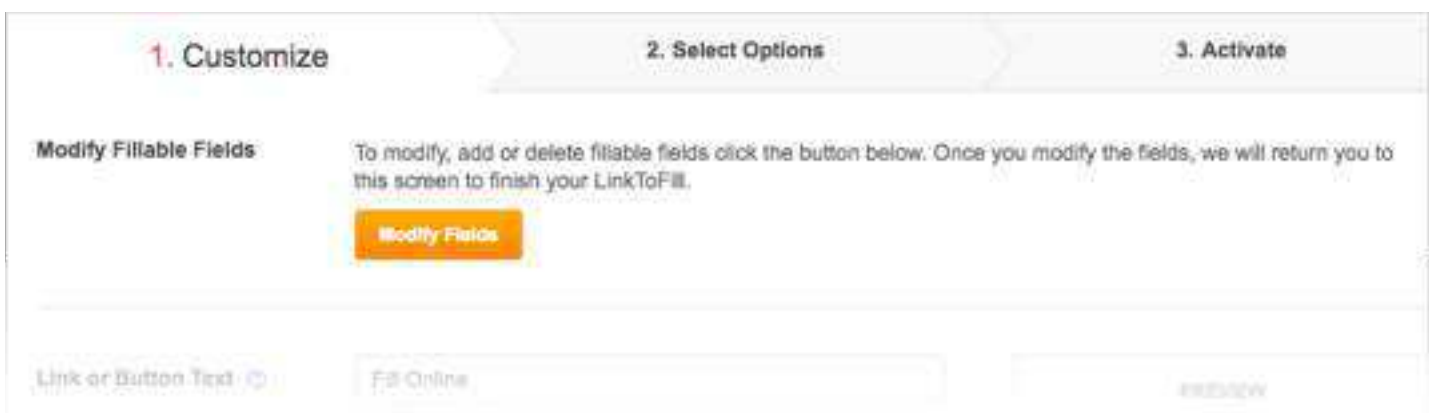 1. Customize
2. Select Options
3. Activate
Modify Fillable Fields
To modify, add or delete fillable fields click the button below. Once you modify the fields, we will return you to
this screen to finish your LinkToFill.
Modify Fields
Link or Button Text
Fill Online
PREVIEW